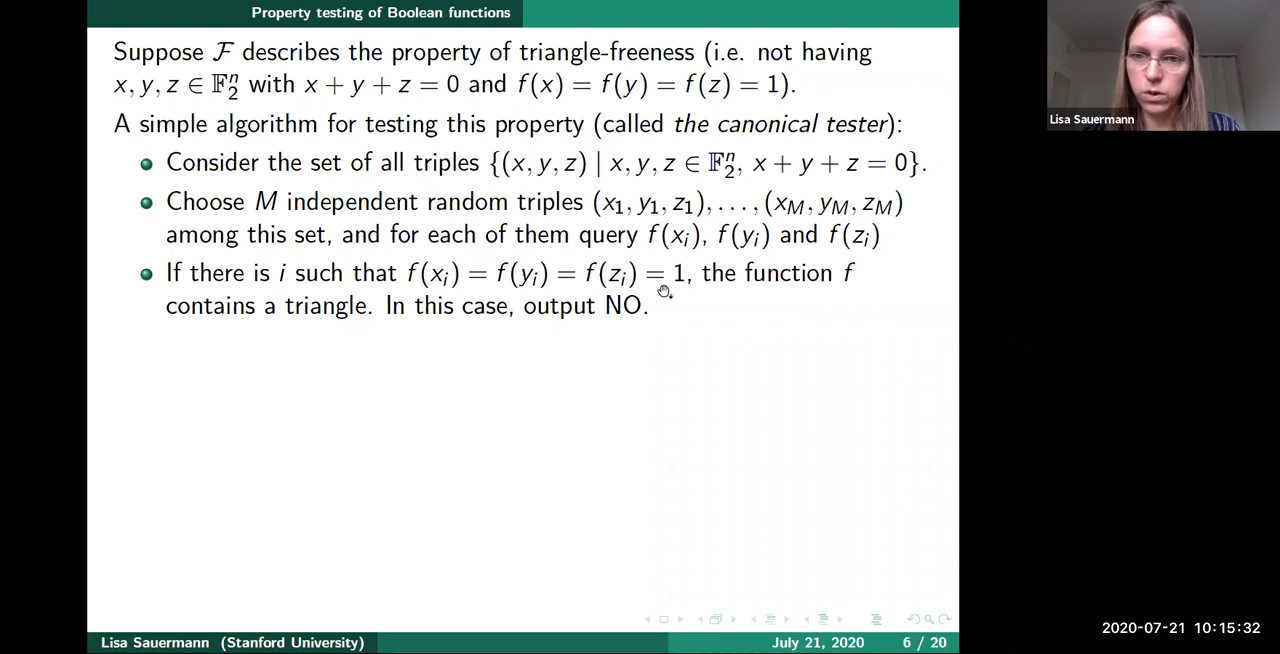 Property testing of Boolean functions
Suppose ℱ describes the property of triangle-freeness (i.e. not having
x, y, z ∈ 𝔽₂ⁿ with x + y + z = 0 and f(x) = f(y) = f(z) = 1).
A simple algorithm for testing this property (called the canonical tester):
Consider the set of all triples {(x, y, z) | x, y, z ∈ 𝔽₂ⁿ, x + y + z = 0}.
Choose M independent random triples (x₁, y₁, z₁), . . . , (x_M, y_M, z_M)
among this set, and for each of them query f(xᵢ), f(yᵢ) and f(zᵢ)
If there is i such that f(xᵢ) = f(yᵢ) = f(zᵢ) = 1, the function f
contains a triangle. In this case, output NO.
Lisa Sauermann (Stanford University)
July 21, 2020
6 / 20
Lisa Sauermann
2020-07-21 10:15:32